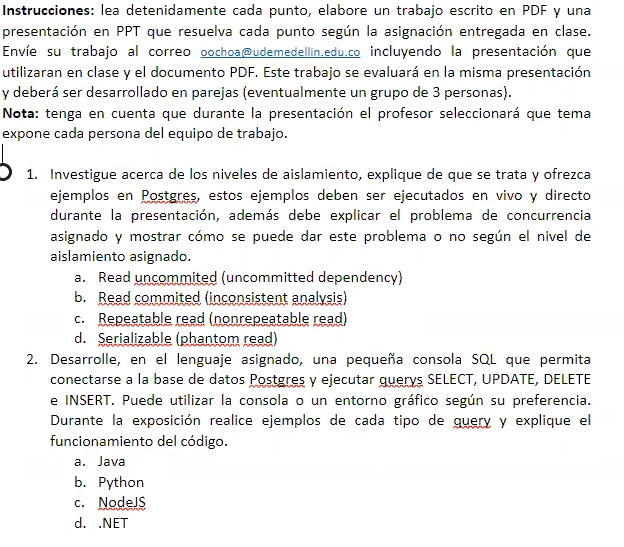 Instrucciones: lea detenidamente cada punto, elabore un trabajo escrito en PDF y una
presentación en PPT que resuelva cada punto según la asignación entregada en clase.
Envíe su trabajo al correo oochoa@udemedellin.edu.co incluyendo la presentación que
utilizaran en clase y el documento PDF. Este trabajo se evaluará en la misma presentación
y deberá ser desarrollado en parejas (eventualmente un grupo de 3 personas).
Nota: tenga en cuenta que durante la presentación el profesor seleccionará que tema
expone cada persona del equipo de trabajo.
1. Investigue acerca de los niveles de aislamiento, explique de que se trata y ofrezca
ejemplos en Postgres, estos ejemplos deben ser ejecutados en vivo y directo
durante la presentación, además debe explicar el problema de concurrencia
asignado y mostrar cómo se puede dar este problema o no según el nivel de
aislamiento asignado.
a. Read uncommited (uncommitted dependency)
b. Read commited (inconsistent analysis)
c. Repeatable read (nonrepeatable read)
d. Serializable (phantom read)
2. Desarrolle, en el lenguaje asignado, una pequeña consola SQL que permita
conectarse a la base de datos Postgres y ejecutar querys SELECT, UPDATE, DELETE
e INSERT. Puede utilizar la consola o un entorno gráfico según su preferencia.
Durante la exposición realice ejemplos de cada tipo de query y explique el
funcionamiento del código.
a. Java
b. Python
c. NodeJS
d. .NET